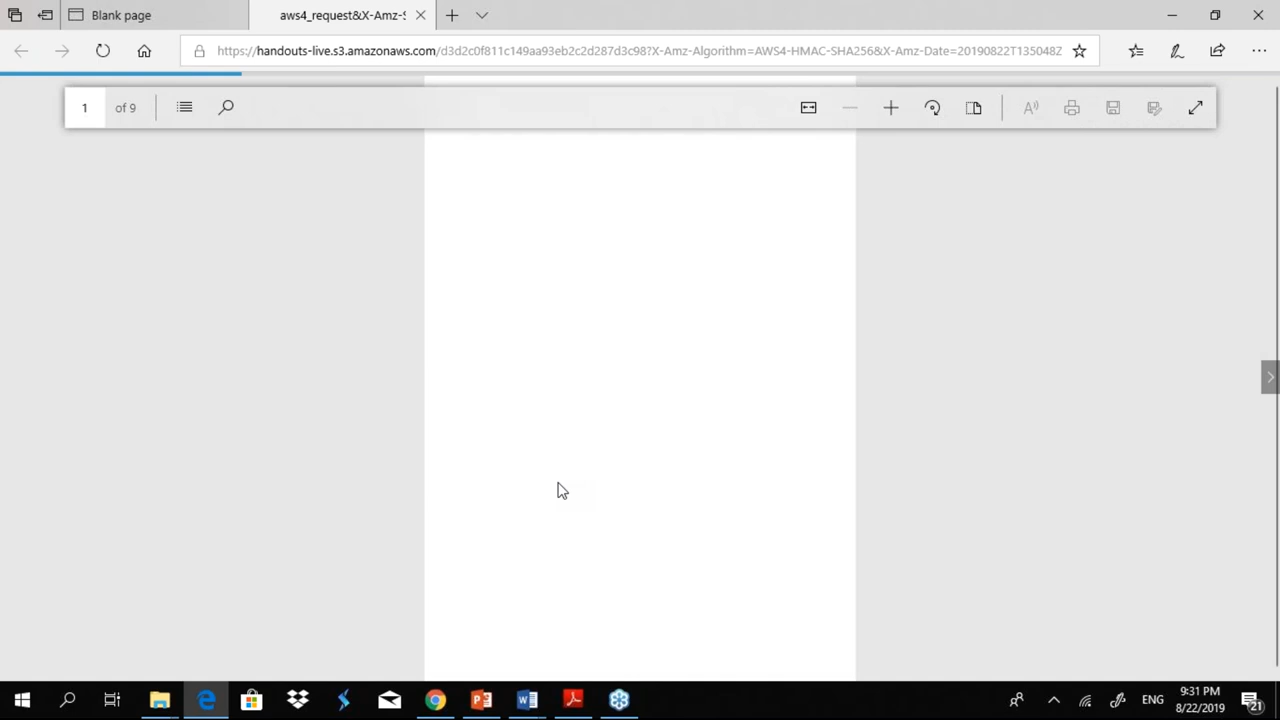 Blank page
aws4_request&X-Amz-S
https://handouts-live.s3.amazonaws.com/d3d2c0f811c149aa93eb2c2d287d3c98?X-Amz-Algorithm=AWS4-HMAC-SHA256&X-Amz-Date=20190822T135048Z
1 of 9
ENG
9:31 PM
8/22/2019
21